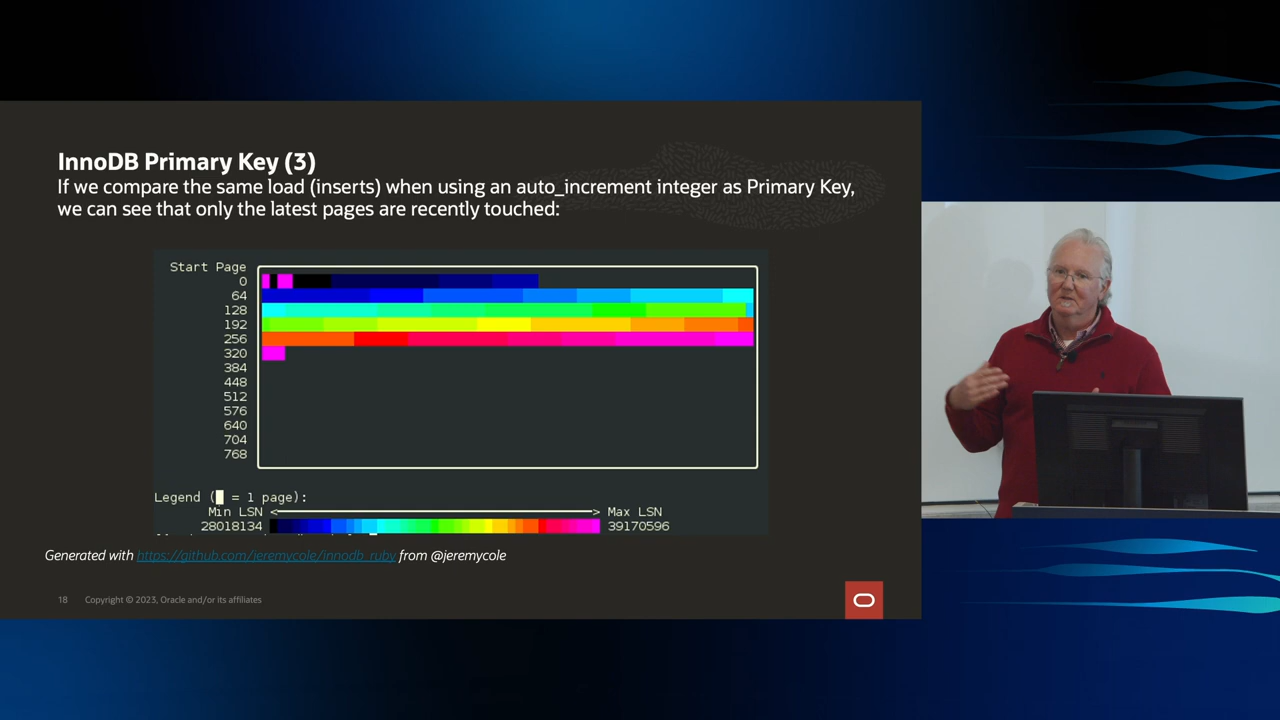 InnoDB Primary Key (3)
If we compare the same load (inserts) when using an auto_increment integer as Primary Key,
we can see that only the latest pages are recently touched:
Start Page
0
64
128
192
256
320
384
448
512
576
640
704
768
Legend (█ = 1 page):
Min LSN <────────────────────> Max LSN
28018134 39170596
Generated with https://github.com/jeremycole/innodb_ruby from @jeremycole
18 Copyright © 2023, Oracle and/or its affiliates